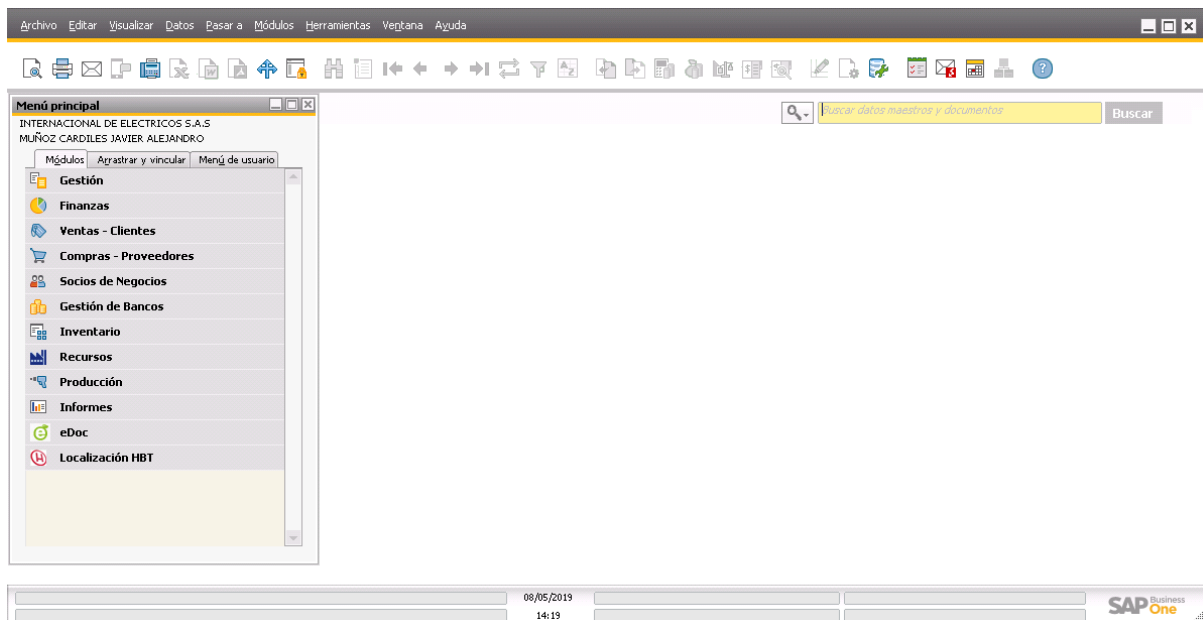 Archivo Editar Visualizar Datos Pasar a Módulos Herramientas Ventana Ayuda
Menú principal
INTERNACIONAL DE ELECTRICOS S.A.S
MUÑOZ CARDILES JAVIER ALEJANDRO
Módulos Arrastrar y vincular Menú de usuario
Buscar datos maestros y documentos Buscar
Gestión
Finanzas
Ventas - Clientes
Compras - Proveedores
Socios de Negocios
Gestión de Bancos
Inventario
Recursos
Producción
Informes
eDoc
Localización HBT
08/05/2019
14:19
SAP Business One